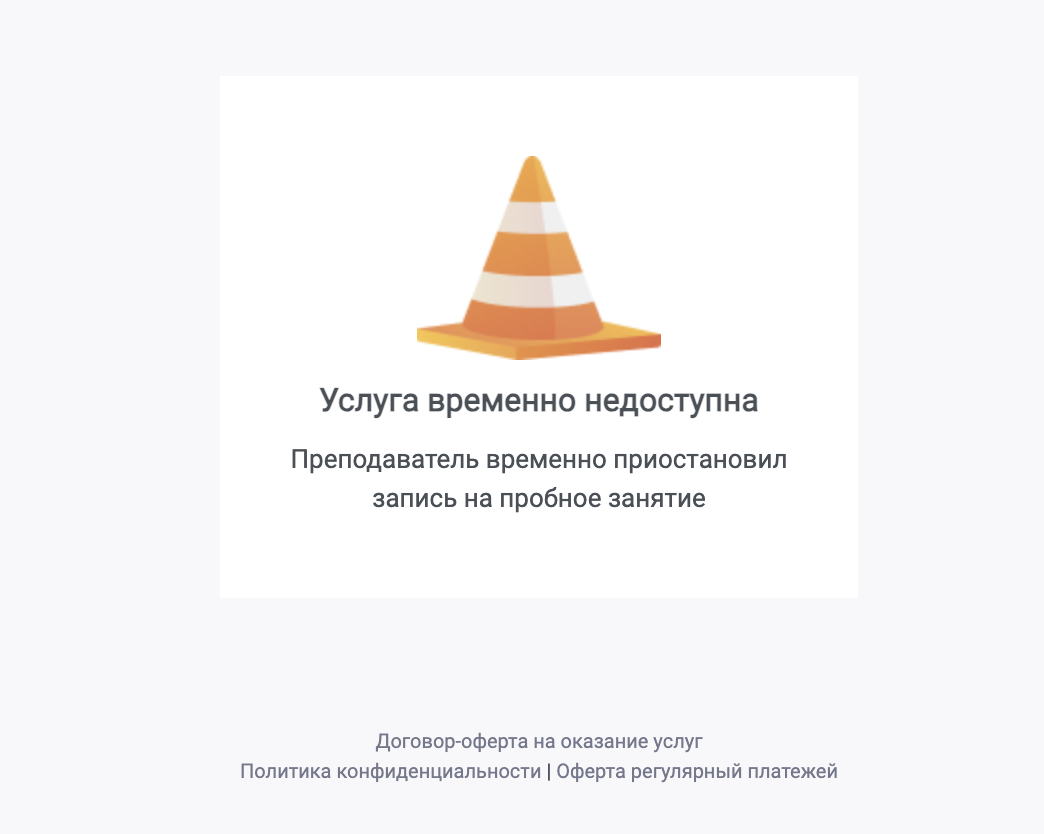 Услуга временно недоступна
Преподаватель временно приостановил
запись на пробное занятие
Договор-оферта на оказание услуг
Политика конфиденциальности | Оферта регулярный платежей